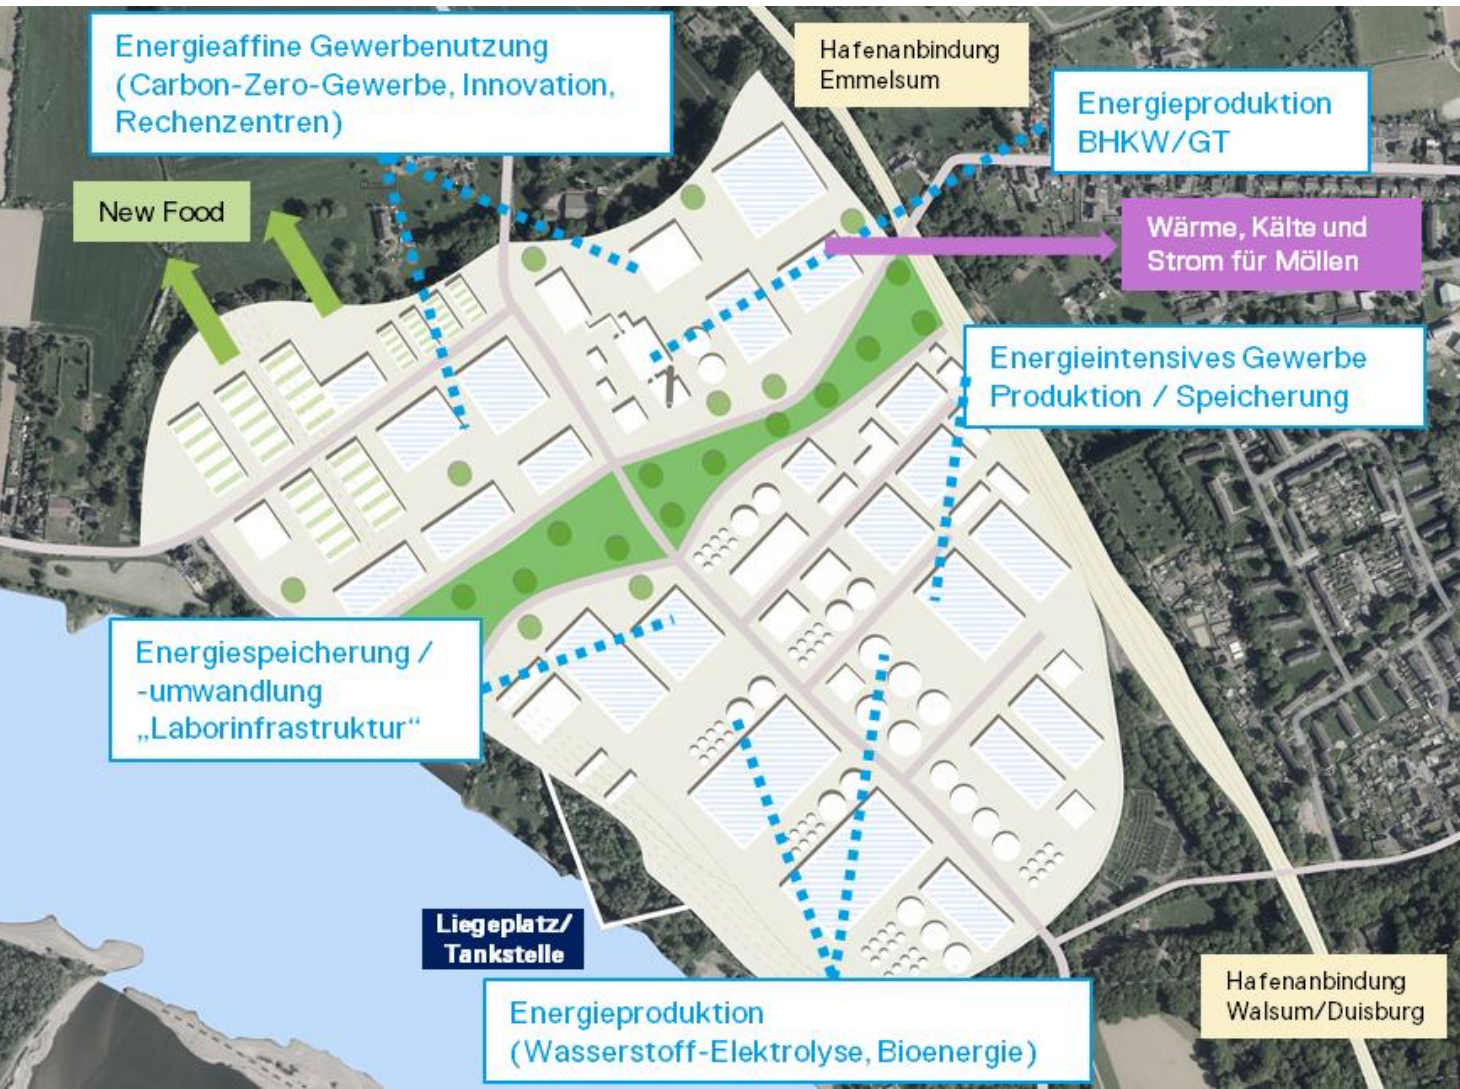 Energieaffine Gewerbenutzung
(Carbon-Zero-Gewerbe, Innovation,
Rechenzentren)
Hafenanbindung
Emmelsum
Energieproduktion
BHKW/GT
New Food
Wärme, Kälte und
Strom für Möllen
Energieintensives Gewerbe
Produktion / Speicherung
Energiespeicherung /
-umwandlung
„Laborinfrastruktur“
Liegeplatz/
Tankstelle
Hafenanbindung
Walsum/Duisburg
Energieproduktion
(Wasserstoff-Elektrolyse, Bioenergie)